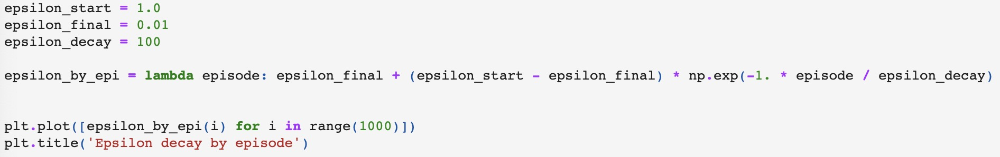 epsilon_start = 1.0
epsilon_final = 0.01
epsilon_decay = 100
epsilon_by_epi = lambda episode: epsilon_final + (epsilon_start - epsilon_final) * np.exp(-1. * episode / epsilon_decay)
plt.plot([epsilon_by_epi(i) for i in range(1000)])
plt.title('Epsilon decay by episode')